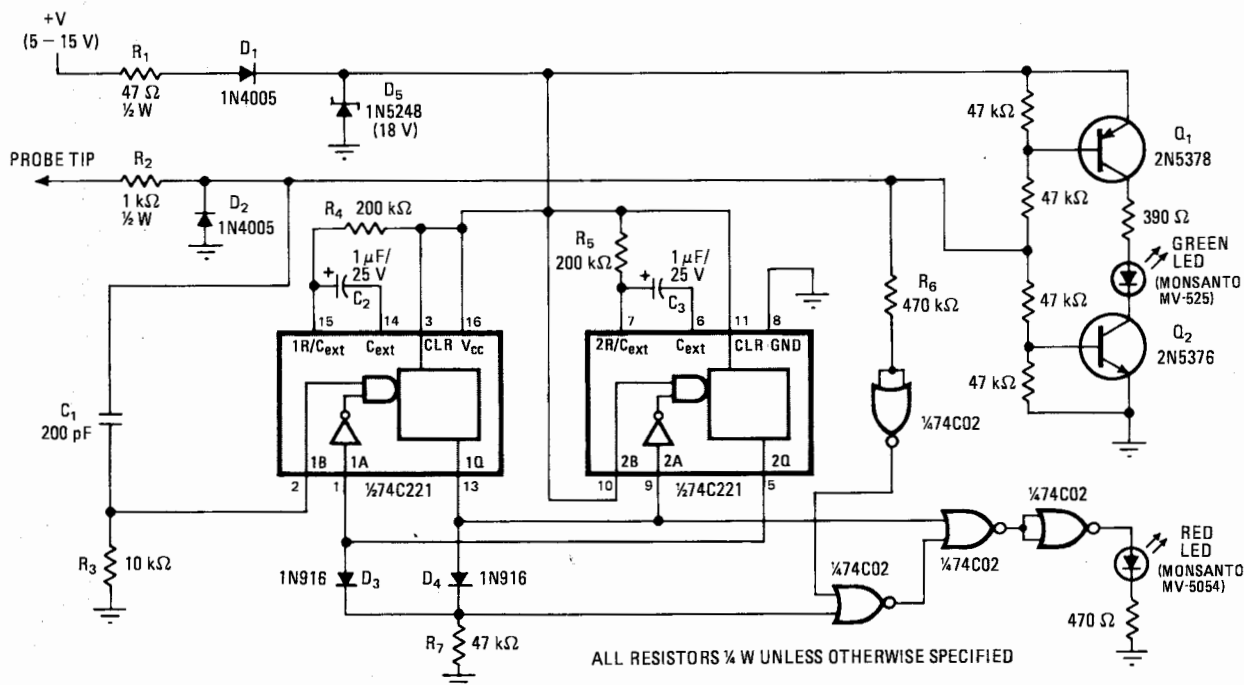 +V
(5 – 15 V)
R1
47 Ω
½ W
D1
1N4005
D5
1N5248
(18 V)
47 kΩ
Q1
2N5378
PROBE TIP
R2
1 kΩ
½ W
D2
1N4005
R4 200 kΩ
1 μF/
25 V
+
C2
R5
200 kΩ
1 μF/
25 V
+
C3
R6
470 kΩ
47 kΩ
390 Ω
GREEN
LED
(MONSANTO
MV-525)
47 kΩ
Q2
2N5376
47 kΩ
15 14 3 16
1R/Cext Cext CLR Vcc
7 6 11 8
2R/Cext Cext CLR GND
C1
200 pF
1B 1A 1Q
2 1 ½74C221 13
2B 2A 2Q
10 9 ½74C221 5
¼74C02
¼74C02
¼74C02
¼74C02
R3 10 kΩ
1N916 D3
D4 1N916
R7 47 kΩ
RED
LED
(MONSANTO
MV-5054)
470 Ω
ALL RESISTORS ¼ W UNLESS OTHERWISE SPECIFIED